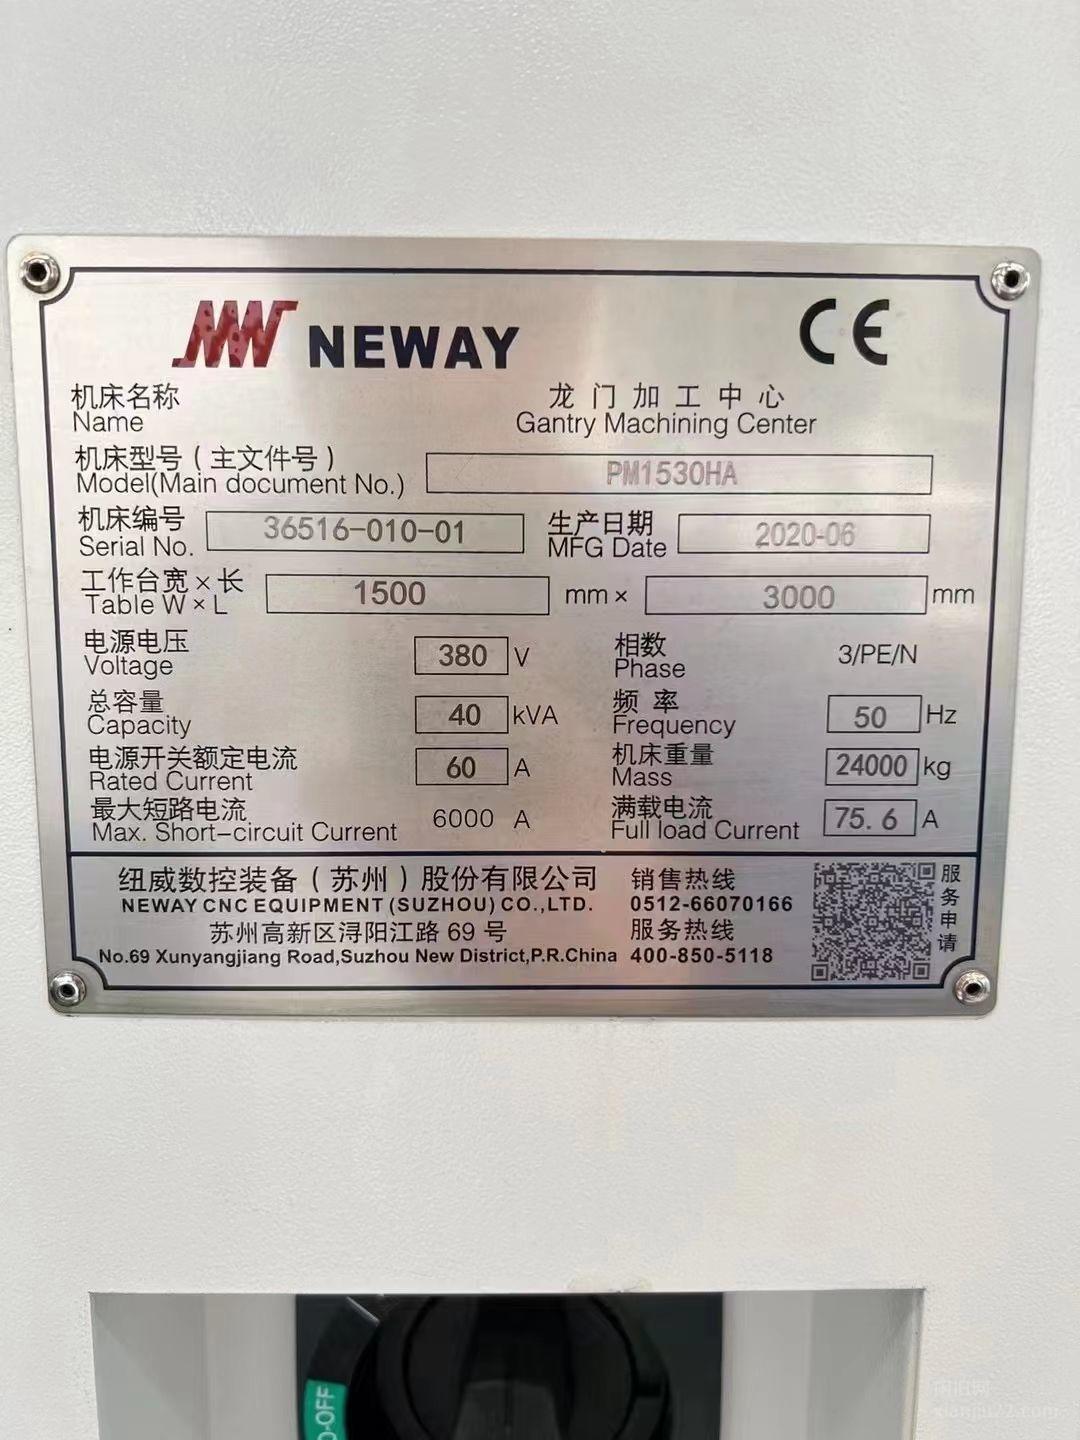 NEWAY CE
机床名称 龙门加工中心
Name Gantry Machining Center
机床型号(主文件号)
Model(Main document No.) PM1530HA
机床编号 36516-010-01 生产日期 2020-06
Serial No. MFG Date
工作台宽×长 1500 mm× 3000 mm
Table W×L
电源电压 380 V 相数 3/PE/N
Voltage Phase
总容量 40 kVA 频率 50 Hz
Capacity Frequency
电源开关额定电流 60 A 机床重量 24000 kg
Rated Current Mass
最大短路电流 6000 A 满载电流 75.6 A
Max. Short-circuit Current Full load Current
纽威数控装备(苏州)股份有限公司 销售热线
NEWAY CNC EQUIPMENT (SUZHOU) CO.,LTD. 0512-66070166
苏州高新区浔阳江路 69 号 服务热线
No.69 Xunyangjiang Road,Suzhou New District,P.R.China 400-850-5118
服务申请
O-OFF